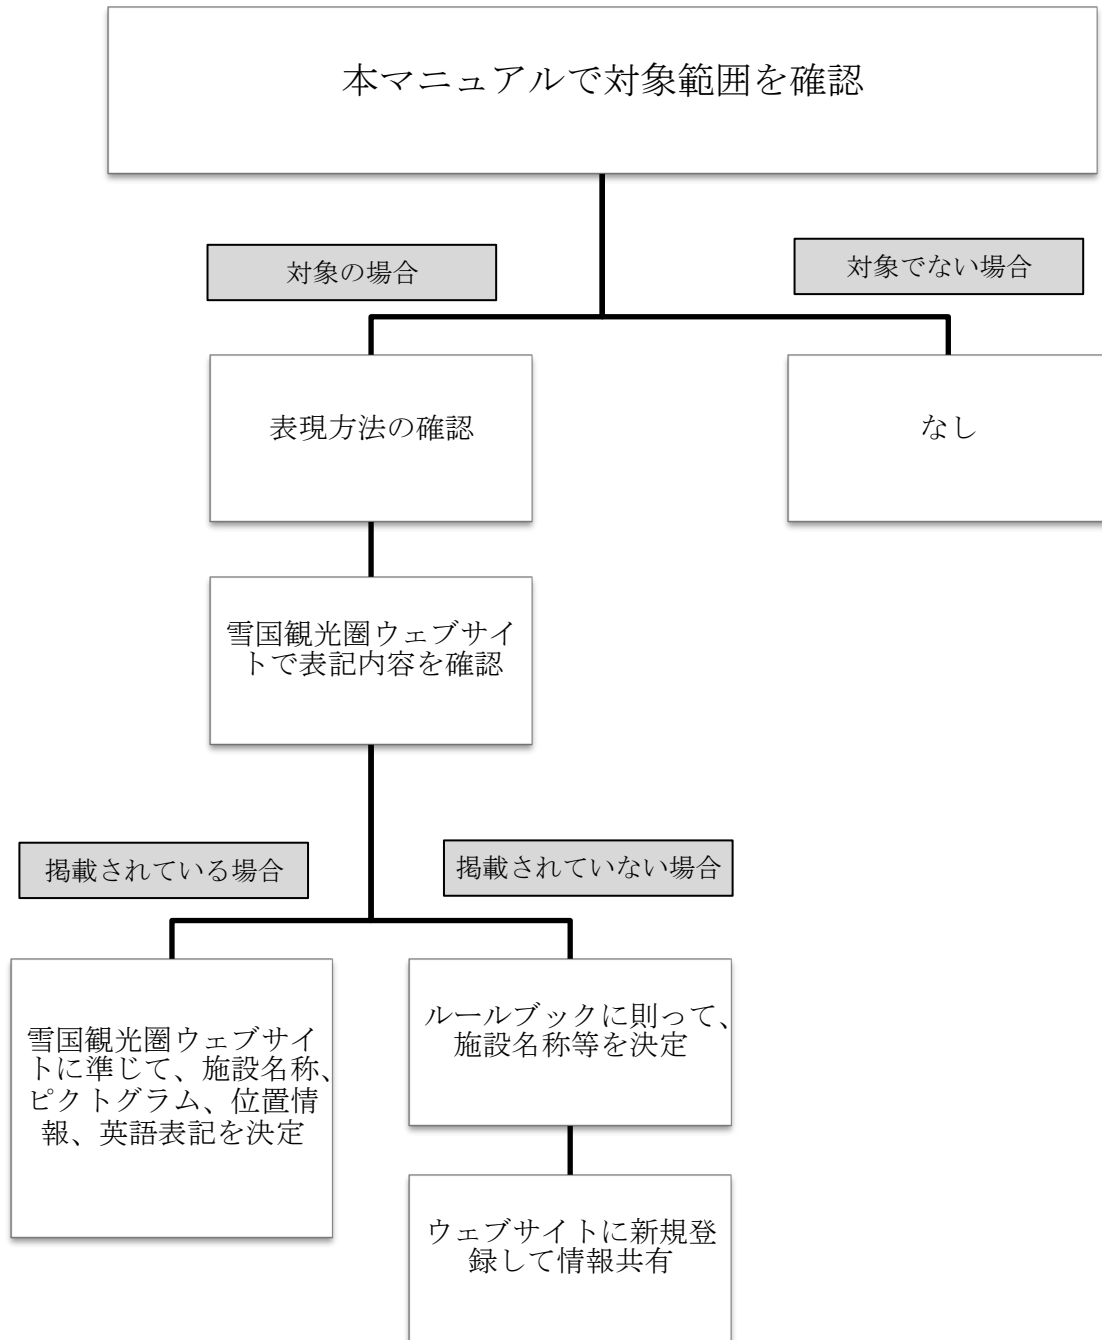 本マニュアルで対象範囲を確認
対象の場合
対象でない場合
表現方法の確認
なし
雪国観光圏ウェブサイ
トで表記内容を確認
掲載されている場合
掲載されていない場合
雪国観光圏ウェブサイ
トに準じて、施設名称、
ピクトグラム、位置情
報、英語表記を決定
ルールブックに則って、
施設名称等を決定
ウェブサイトに新規登
録して情報共有